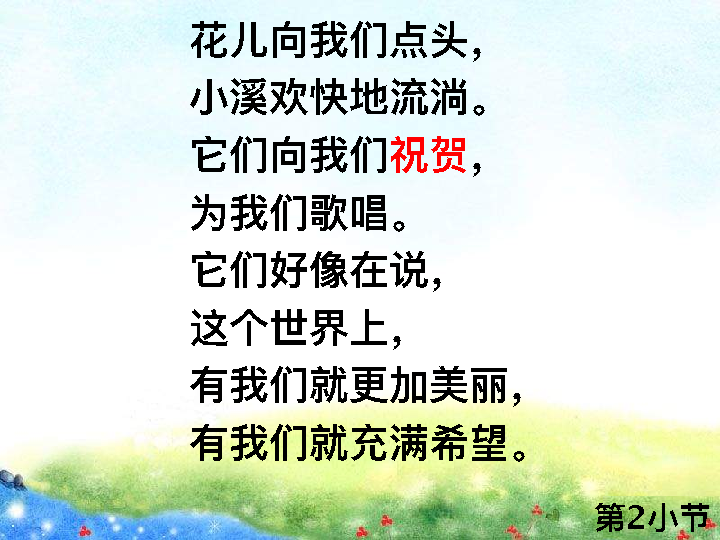 花儿向我们点头，
小溪欢快地流淌。
它们向我们祝贺，
为我们歌唱。
它们好像在说，
这个世界上，
有我们就更加美丽，
有我们就充满希望。
第2小节